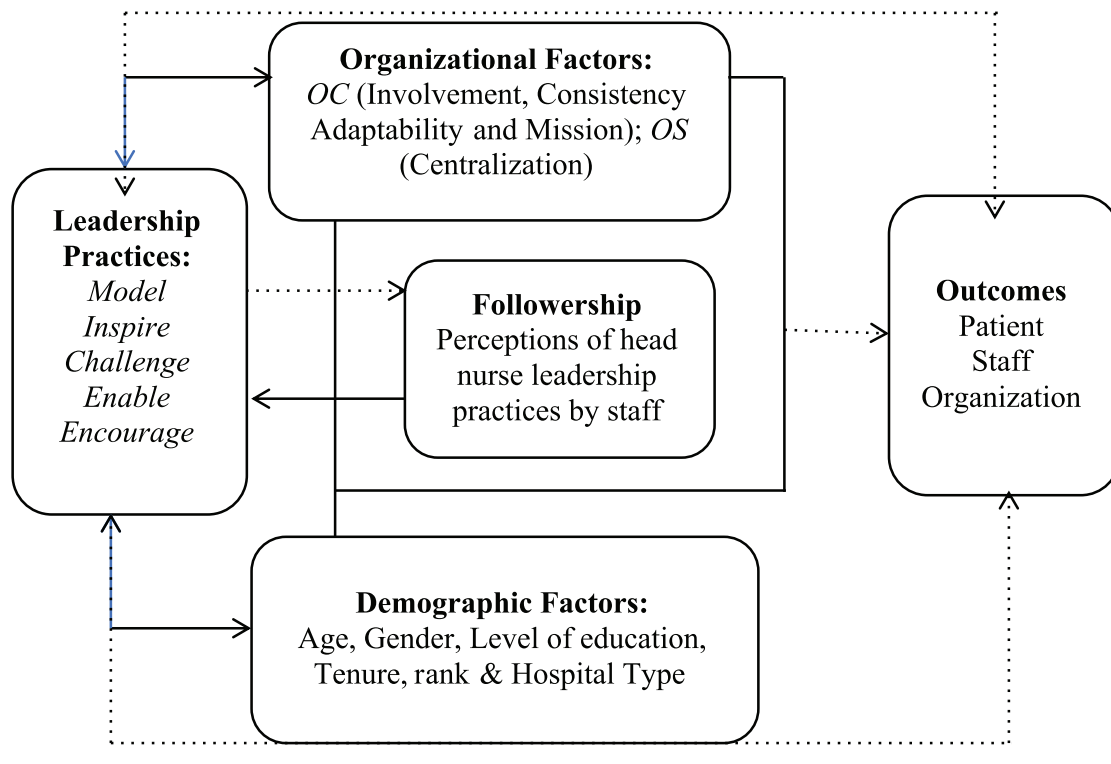 Organizational Factors:
OC (Involvement, Consistency
Adaptability and Mission); OS
(Centralization)
Leadership
Practices:
Model
Inspire
Challenge
Enable
Encourage
Followership
Perceptions of head
nurse leadership
practices by staff
Outcomes
Patient
Staff
Organization
Demographic Factors:
Age, Gender, Level of education,
Tenure, rank & Hospital Type